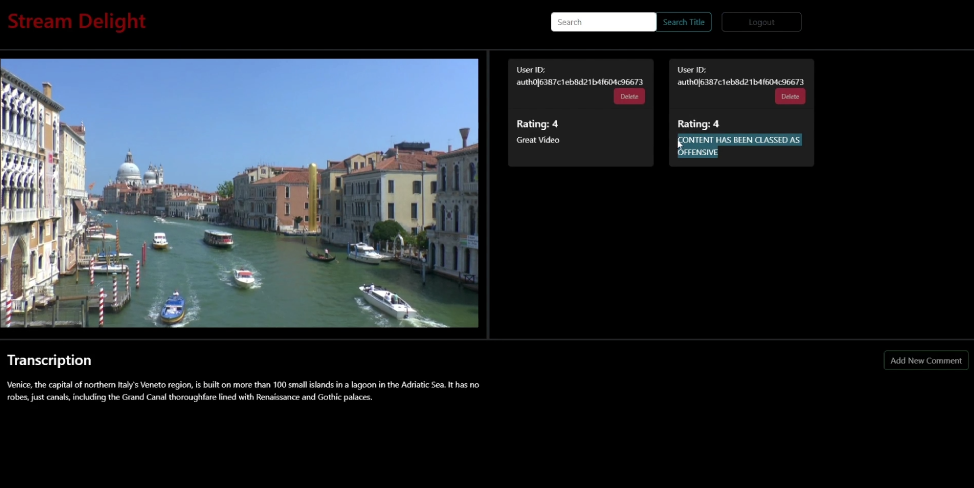 Stream Delight
Search
Search Title
Logout
User ID:
auth0|6387c1eb8d21b4f604c96673
Delete
Rating: 4
Great Video
User ID:
auth0|6387c1eb8d21b4f604c96673
Delete
Rating: 4
CONTENT HAS BEEN CLASSED AS
OFFENSIVE
Transcription
Add New Comment
Venice, the capital of northern Italy's Veneto region, is built on more than 100 small islands in a lagoon in the Adriatic Sea. It has no
robes, just canals, including the Grand Canal thoroughfare lined with Renaissance and Gothic palaces.